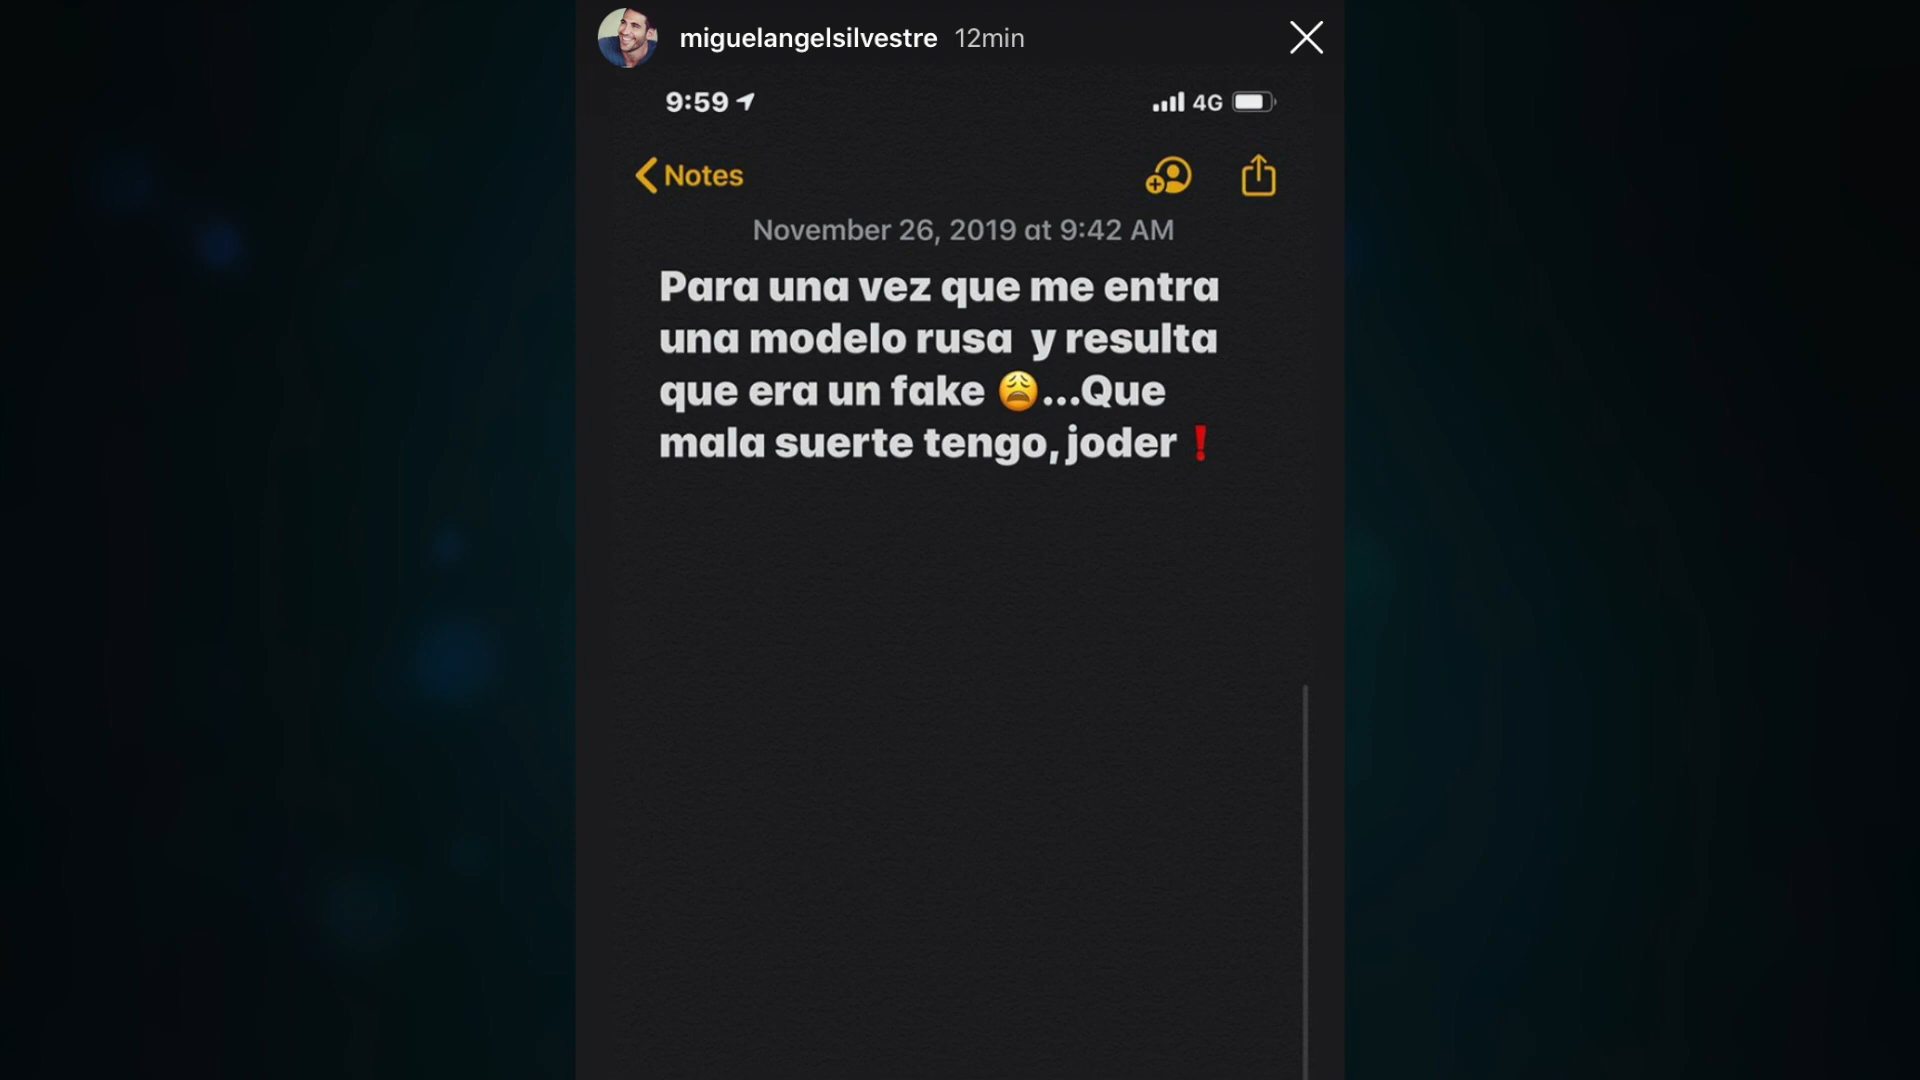 miguelangelsilvestre 12min
9:59 4G
Notes
November 26, 2019 at 9:42 AM
Para una vez que me entra
una modelo rusa  y resulta
que era un fake 😩...Que
mala suerte tengo,joder❗